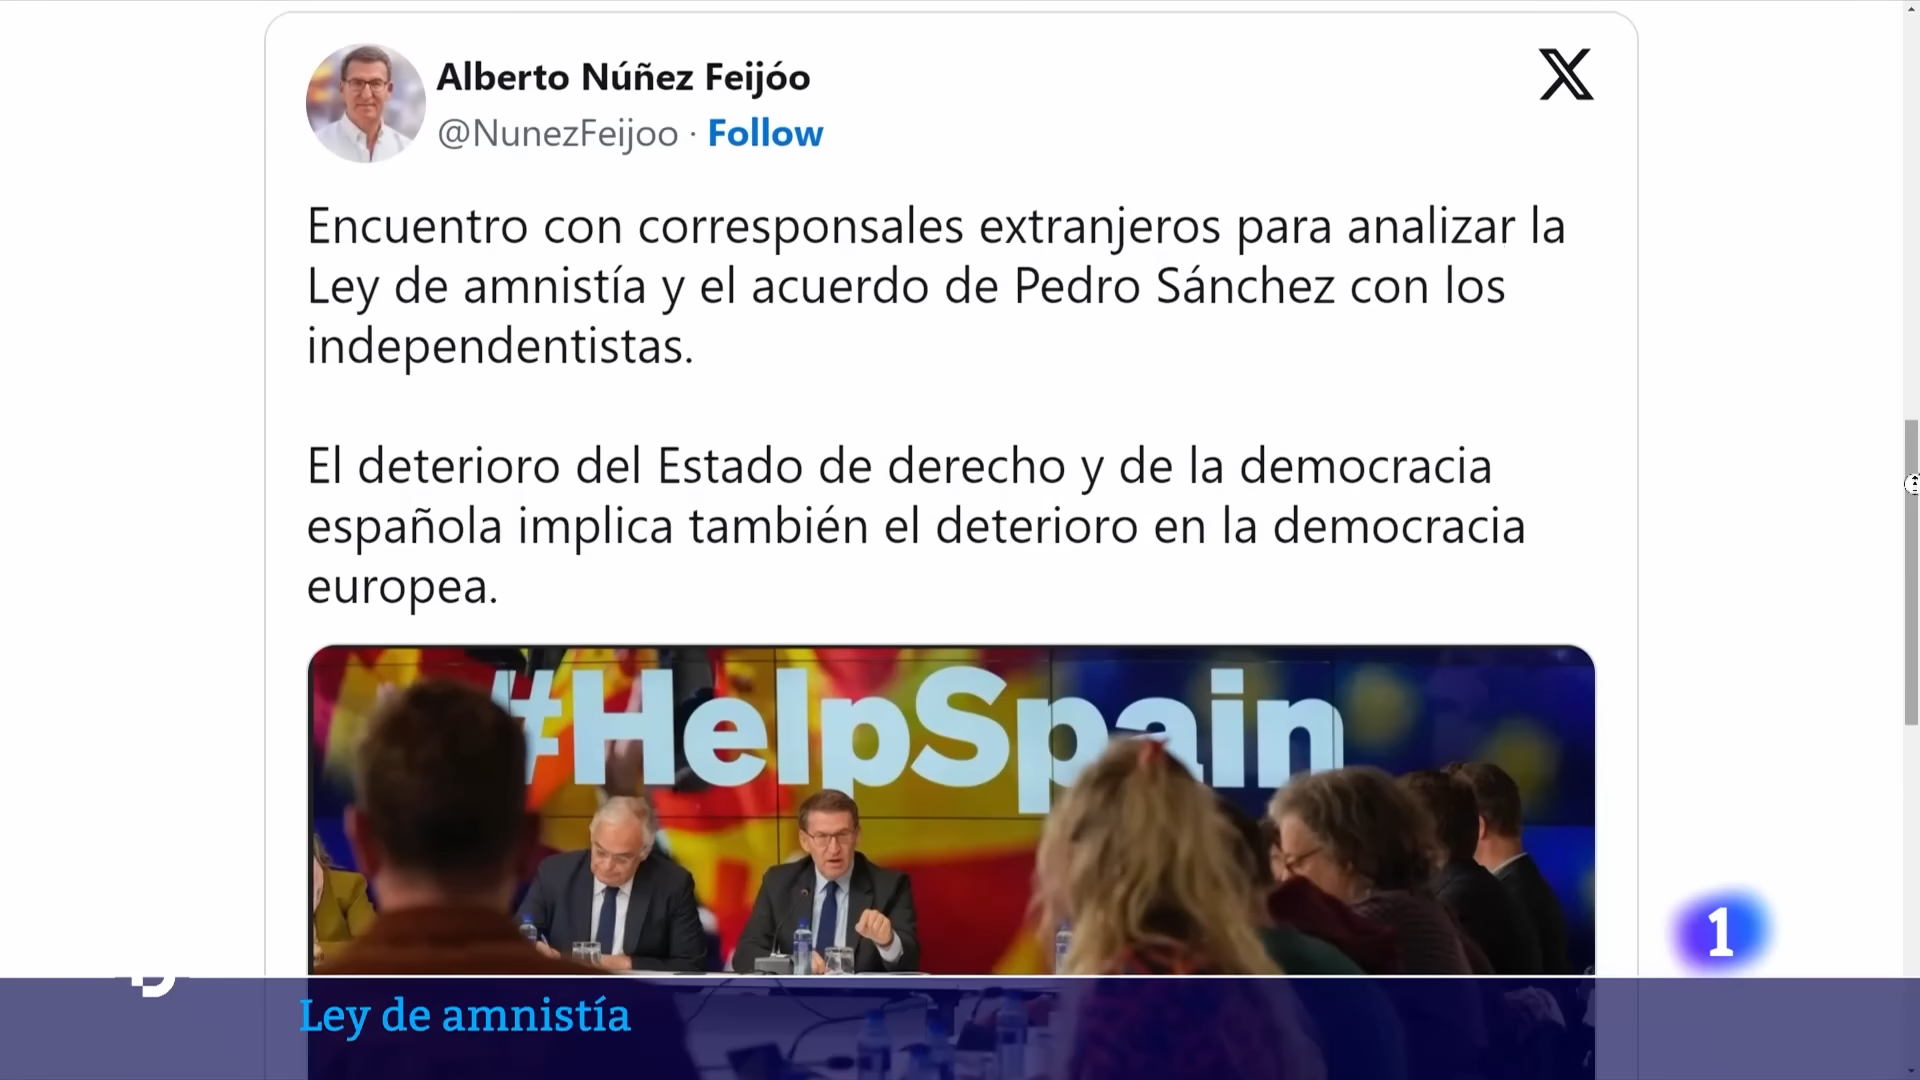 Alberto Núñez Feijóo
@NunezFeijoo · Follow
Encuentro con corresponsales extranjeros para analizar la
Ley de amnistía y el acuerdo de Pedro Sánchez con los
independentistas.
El deterioro del Estado de derecho y de la democracia
española implica también el deterioro en la democracia
europea.
#HelpSpain
1
Ley de amnistía